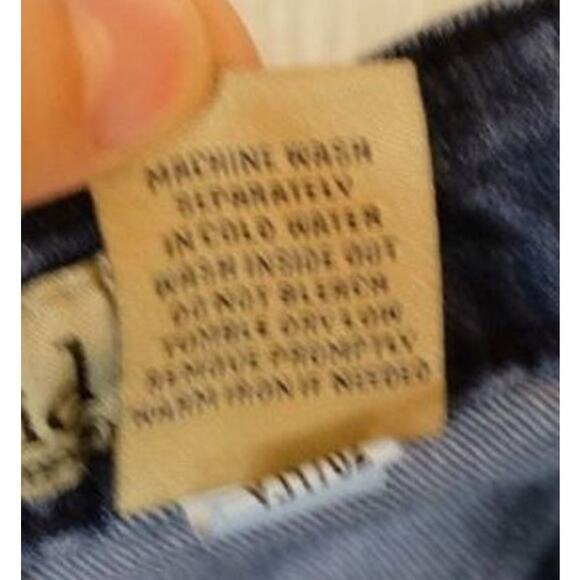 MACHINE WASH
SEPARATELY
IN COLD WATER
WASH INSIDE OUT
DO NOT BLEACH
TUMBLE DRY LOW
REMOVE PROMPTLY
WARM IRON IF NEEDED